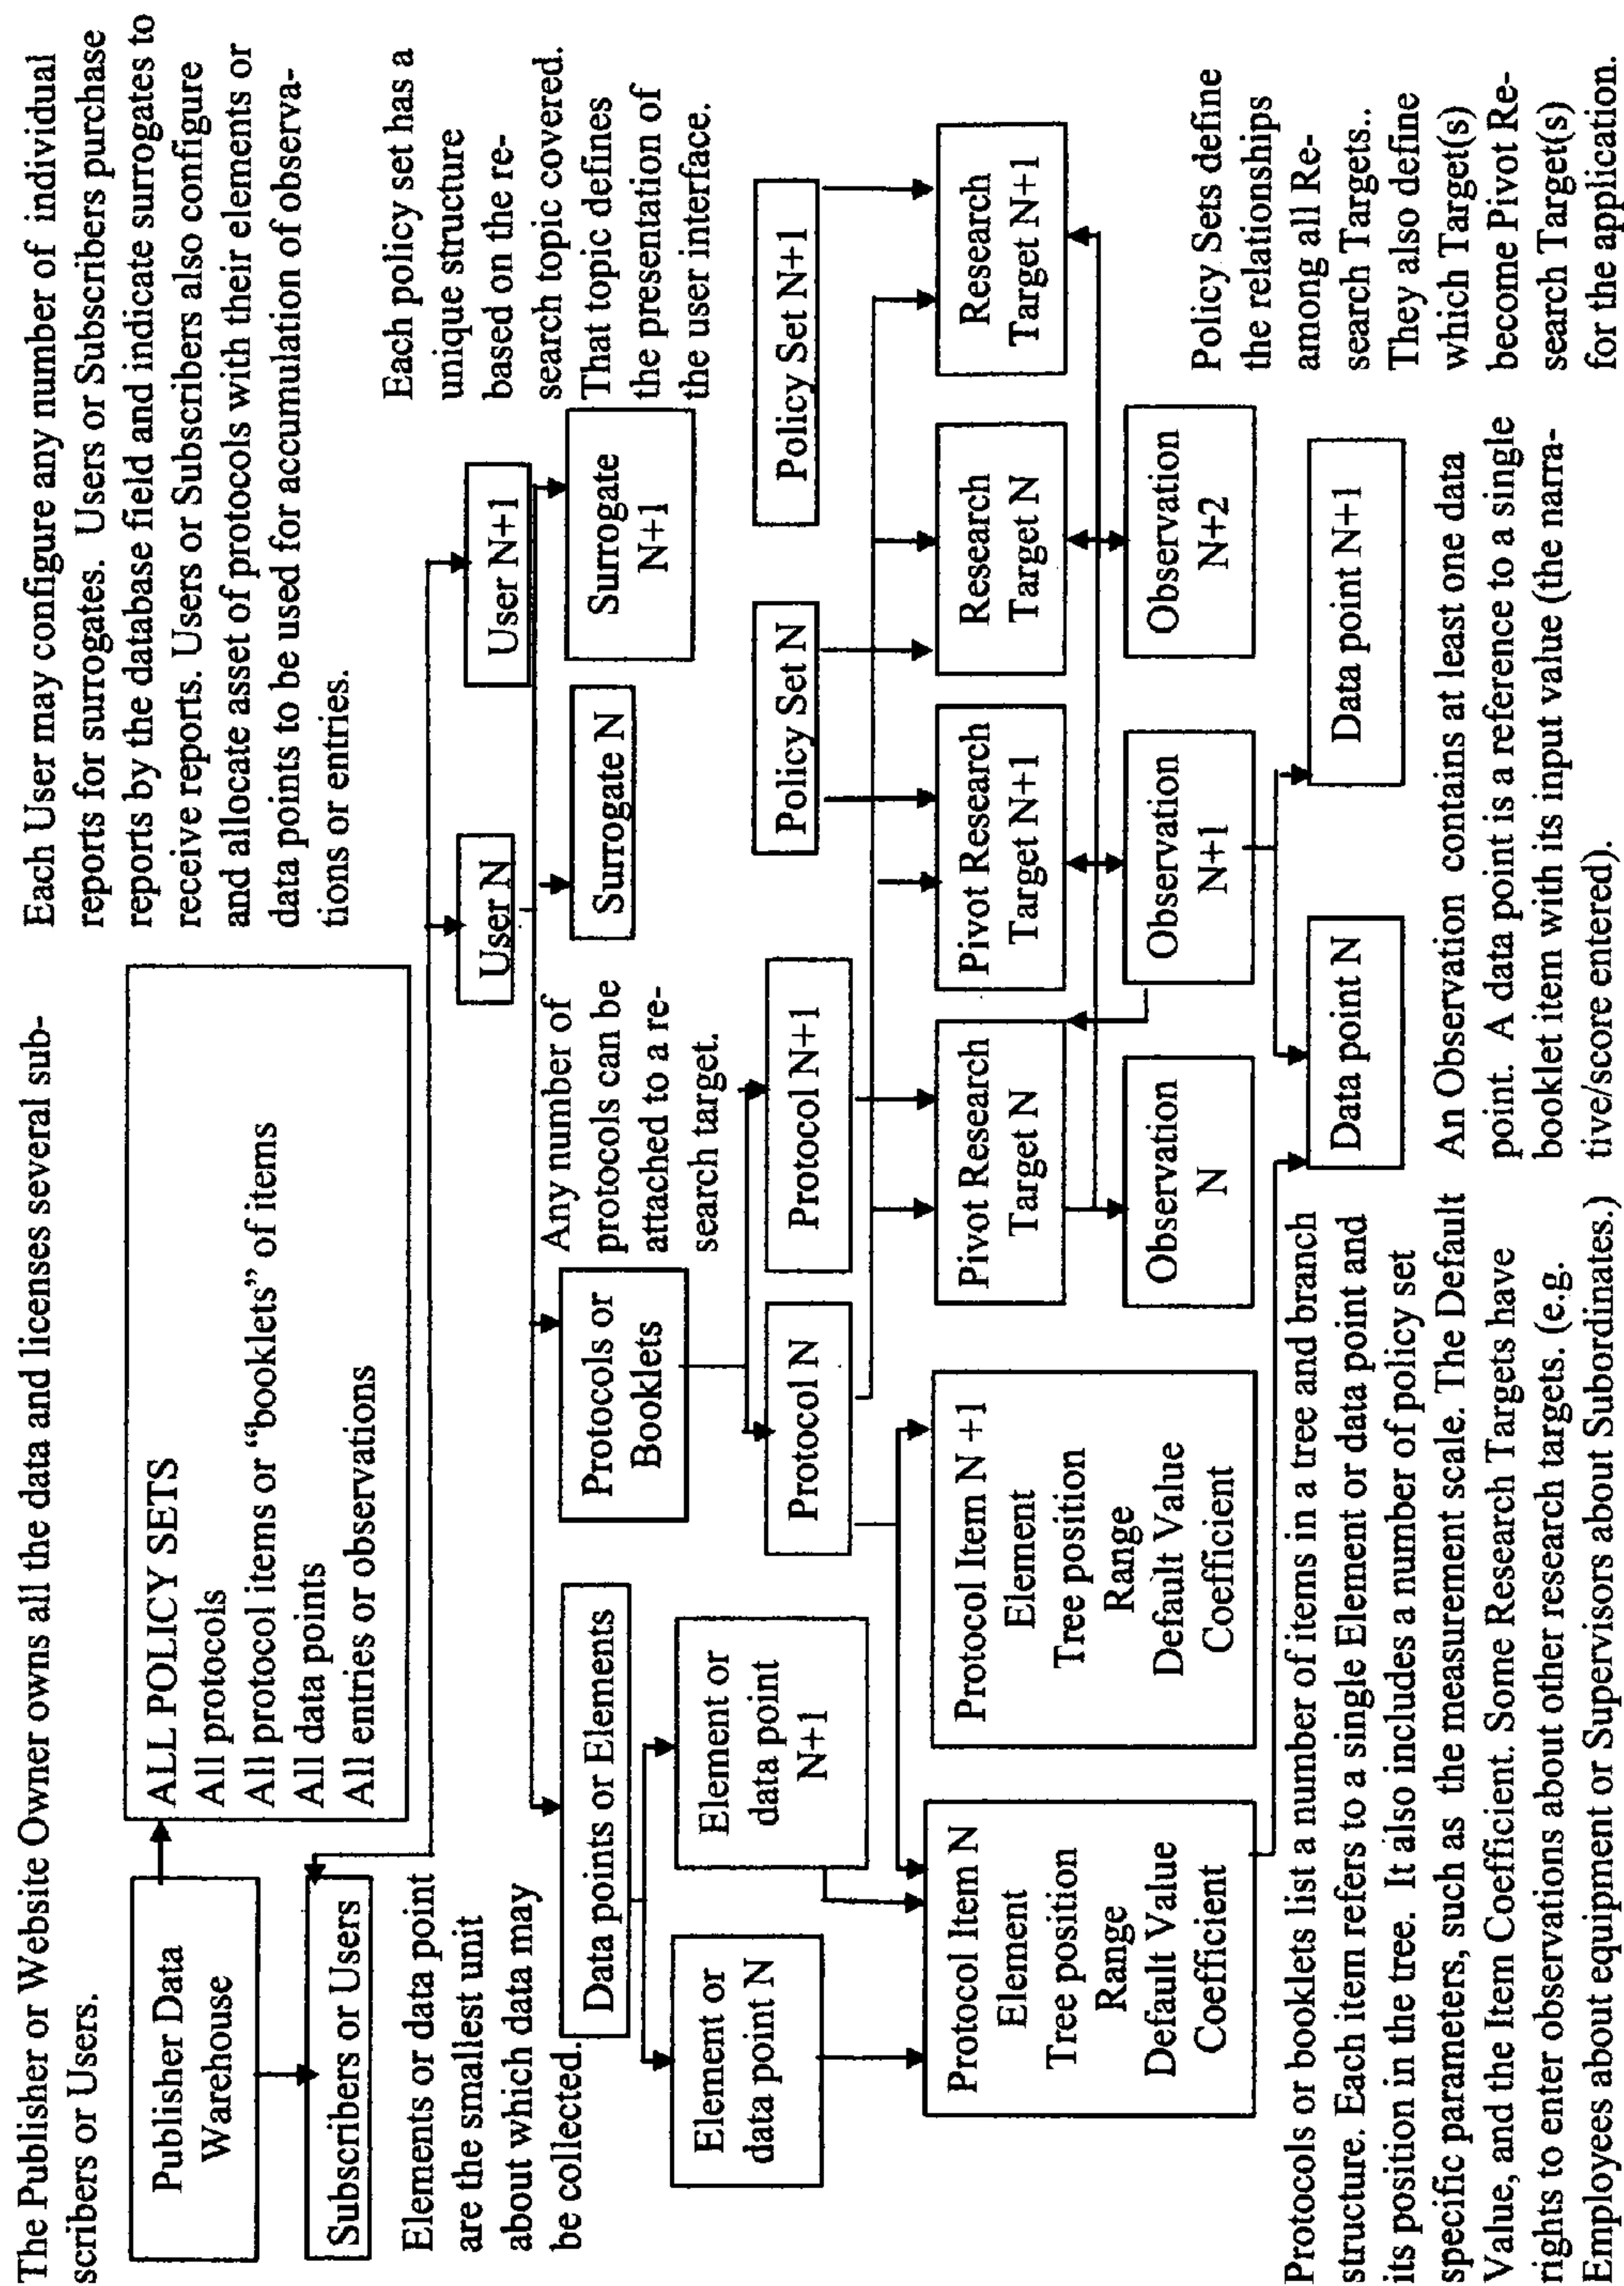 The Publisher or Website Owner owns all the data and licenses several sub-
scribers or Users.
Each User may configure any number of individual
reports for surrogates. Users or Subscribers purchase
reports by the database field and indicate surrogates to
receive reports. Users or Subscribers also configure
and allocate asset of protocols with their elements or
data points to be used for accumulation of observa-
tions or entries.
Publisher Data
Warehouse
ALL POLICY SETS
All protocols
All protocol items or “booklets” of items
All data points
All entries or observations
Subscribers or Users
User N
User N+1
Each policy set has a
unique structure
based on the re-
search topic covered.
That topic defines
the presentation of
the user interface.
Elements or data point
are the smallest unit
about which data may
be collected.
Data points or Elements
Protocols or
Booklets
Any number of
protocols can be
attached to a re-
search target.
Surrogate N
Surrogate
N+1
Element or
data point N
Element or
data point
N+1
Protocol N
Protocol N+1
Policy Set N
Policy Set N+1
Protocol Item N
Element
Tree position
Range
Default Value
Coefficient
Protocol Item N +1
Element
Tree position
Range
Default Value
Coefficient
Pivot Research
Target N
Pivot Research
Target N+1
Research
Target N
Research
Target N+1
Observation
N
Observation
N+1
Observation
N+2
Data point N
Data point N+1
Policy Sets define
the relationships
among all Re-
search Targets..
They also define
which Target(s)
become Pivot Re-
search Target(s)
for the application.
Protocols or booklets list a number of items in a tree and branch
structure. Each item refers to a single Element or data point and
its position in the tree. It also includes a number of policy set
specific parameters, such as the measurement scale. The Default
Value, and the Item Coefficient. Some Research Targets have
rights to enter observations about other research targets. (e.g.
Employees about equipment or Supervisors about Subordinates.)
An Observation contains at least one data
point. A data point is a reference to a single
booklet item with its input value (the narra-
tive/score entered).